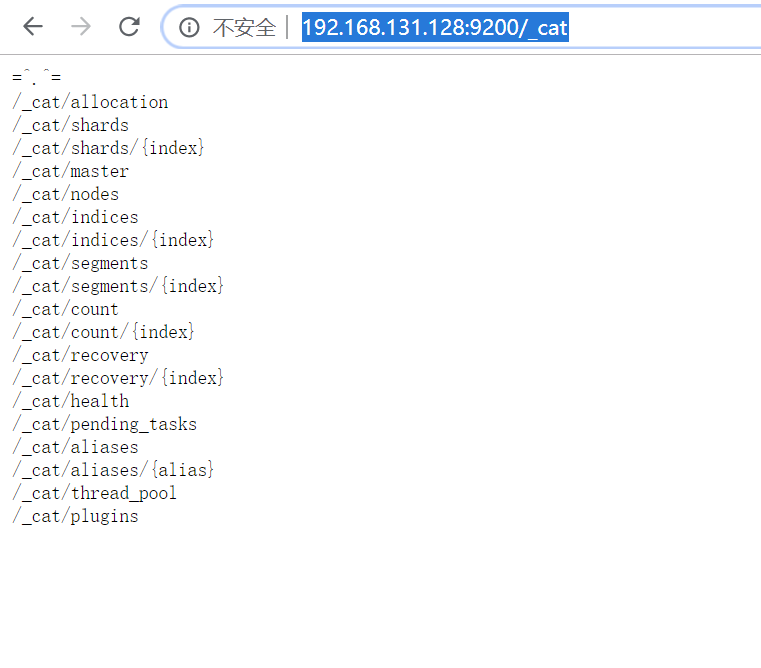 不安全 | 192.168.131.128:9200/_cat
=^.^=
/_cat/allocation
/_cat/shards
/_cat/shards/{index}
/_cat/master
/_cat/nodes
/_cat/indices
/_cat/indices/{index}
/_cat/segments
/_cat/segments/{index}
/_cat/count
/_cat/count/{index}
/_cat/recovery
/_cat/recovery/{index}
/_cat/health
/_cat/pending_tasks
/_cat/aliases
/_cat/aliases/{alias}
/_cat/thread_pool
/_cat/plugins